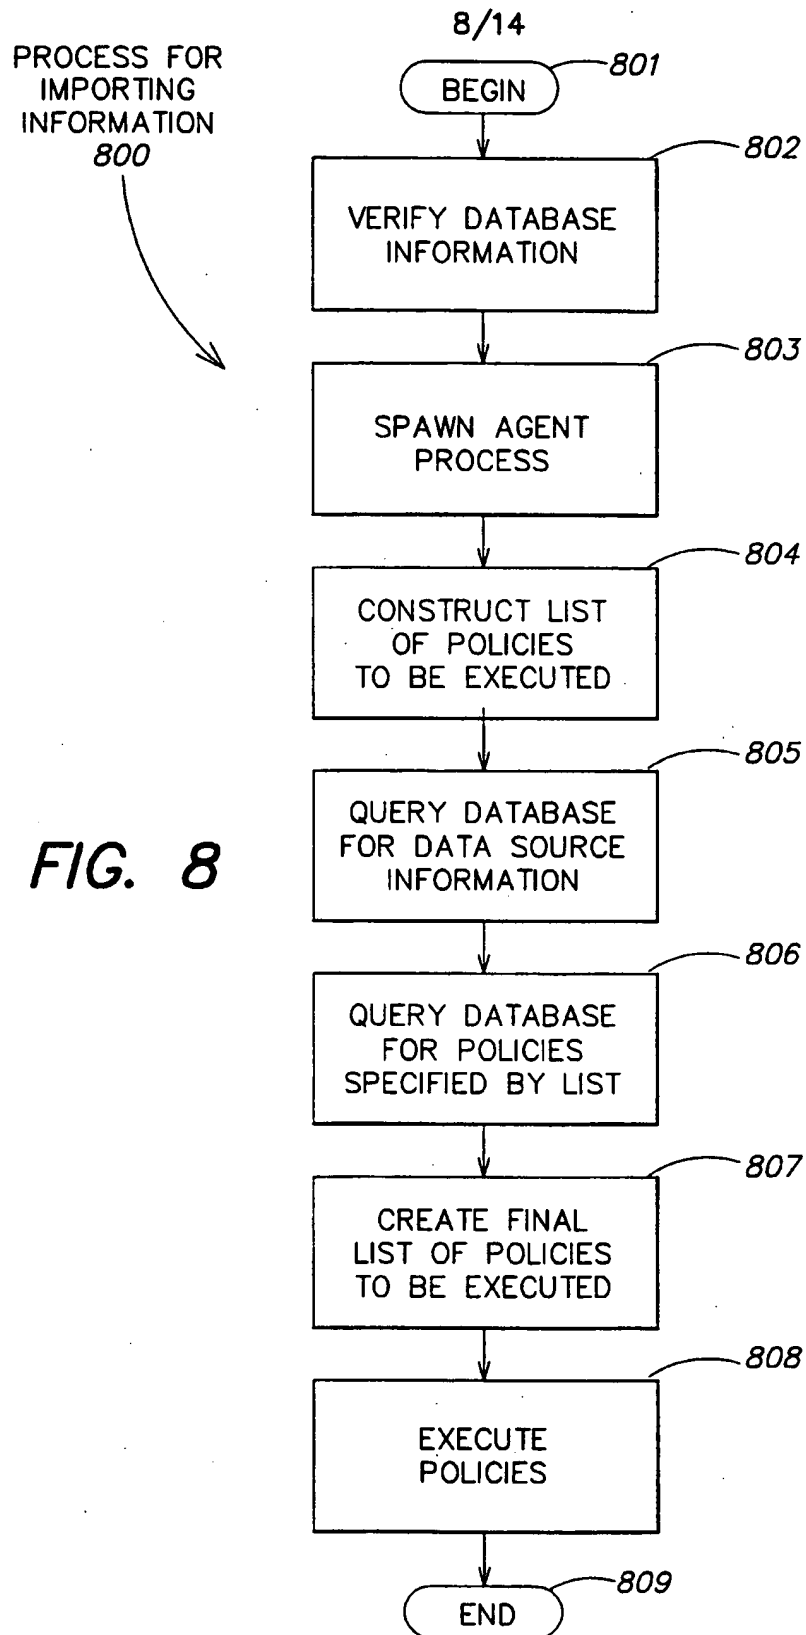 8/14
PROCESS FOR
IMPORTING
INFORMATION
800
BEGIN
801
VERIFY DATABASE
INFORMATION
802
SPAWN AGENT
PROCESS
803
CONSTRUCT LIST
OF POLICIES
TO BE EXECUTED
804
QUERY DATABASE
FOR DATA SOURCE
INFORMATION
805
FIG. 8
QUERY DATABASE
FOR POLICIES
SPECIFIED BY LIST
806
CREATE FINAL
LIST OF POLICIES
TO BE EXECUTED
807
EXECUTE
POLICIES
808
END
809